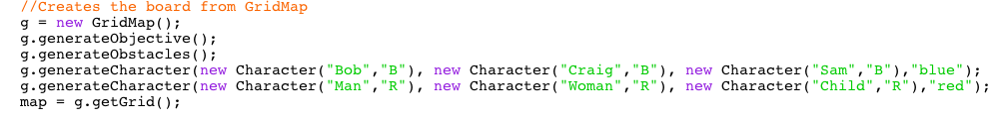 //Creates the board from GridMap
g = new GridMap();
g.generateObjective();
g.generateObstacles();
g.generateCharacter(new Character("Bob","B"), new Character("Craig","B"), new Character("Sam","B"),"blue");
g.generateCharacter(new Character("Man","R"), new Character("Woman","R"), new Character("Child","R"),"red");
map = g.getGrid();